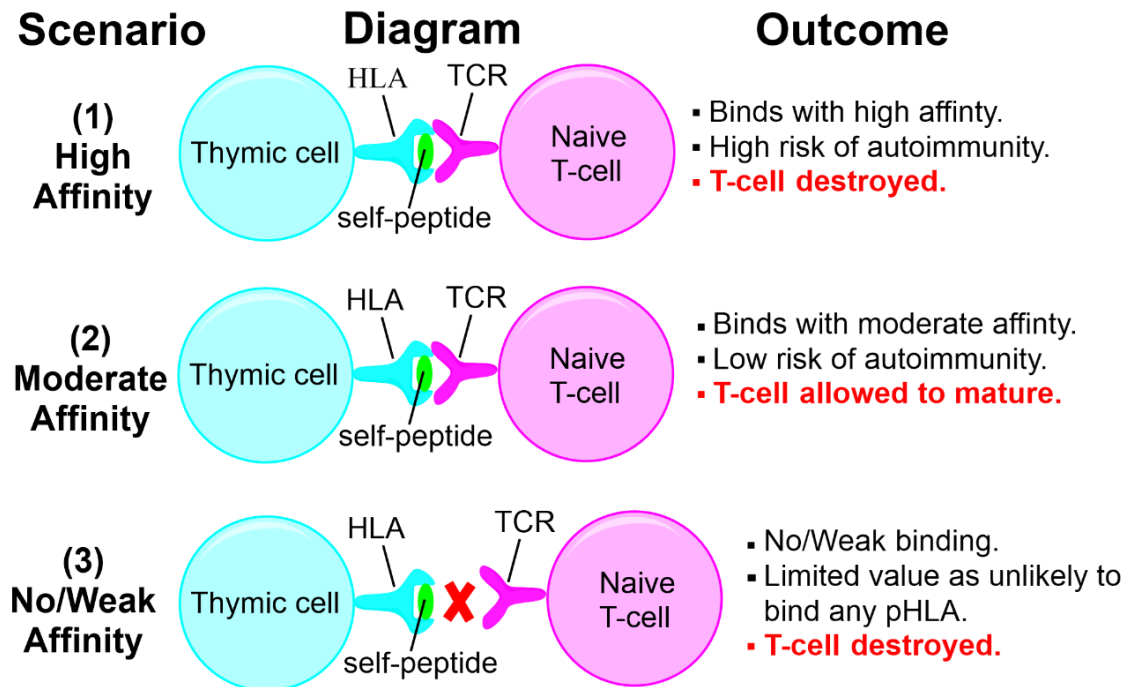 Scenario Diagram Outcome
(1)
High
Affinity
HLA TCR
Thymic cell
Naive
T-cell
self-peptide
▪ Binds with high affinty.
▪ High risk of autoimmunity.
▪ T-cell destroyed.
(2)
Moderate
Affinity
HLA TCR
Thymic cell
Naive
T-cell
self-peptide
▪ Binds with moderate affinty.
▪ Low risk of autoimmunity.
▪ T-cell allowed to mature.
(3)
No/Weak
Affinity
HLA TCR
Thymic cell
Naive
T-cell
self-peptide
▪ No/Weak binding.
▪ Limited value as unlikely to
bind any pHLA.
▪ T-cell destroyed.